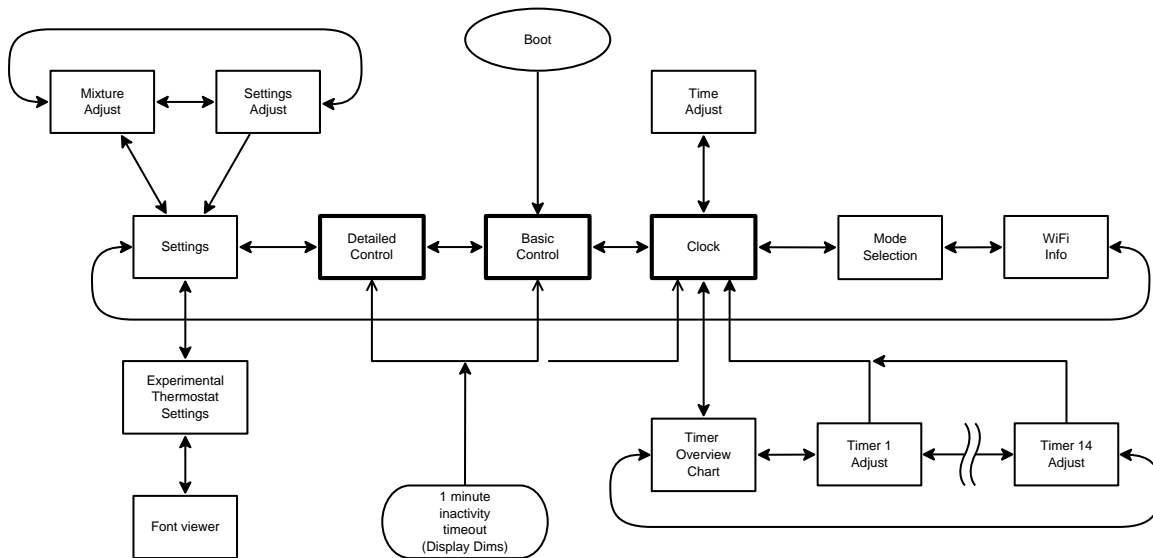 Boot
Mixture
Adjust
Settings
Adjust
Time
Adjust
Settings
Detailed
Control
Basic
Control
Clock
Mode
Selection
WiFi
Info
Experimental
Thermostat
Settings
Timer
Overview
Chart
Timer 1
Adjust
Timer 14
Adjust
Font viewer
1 minute
inactivity
timeout
(Display Dims)